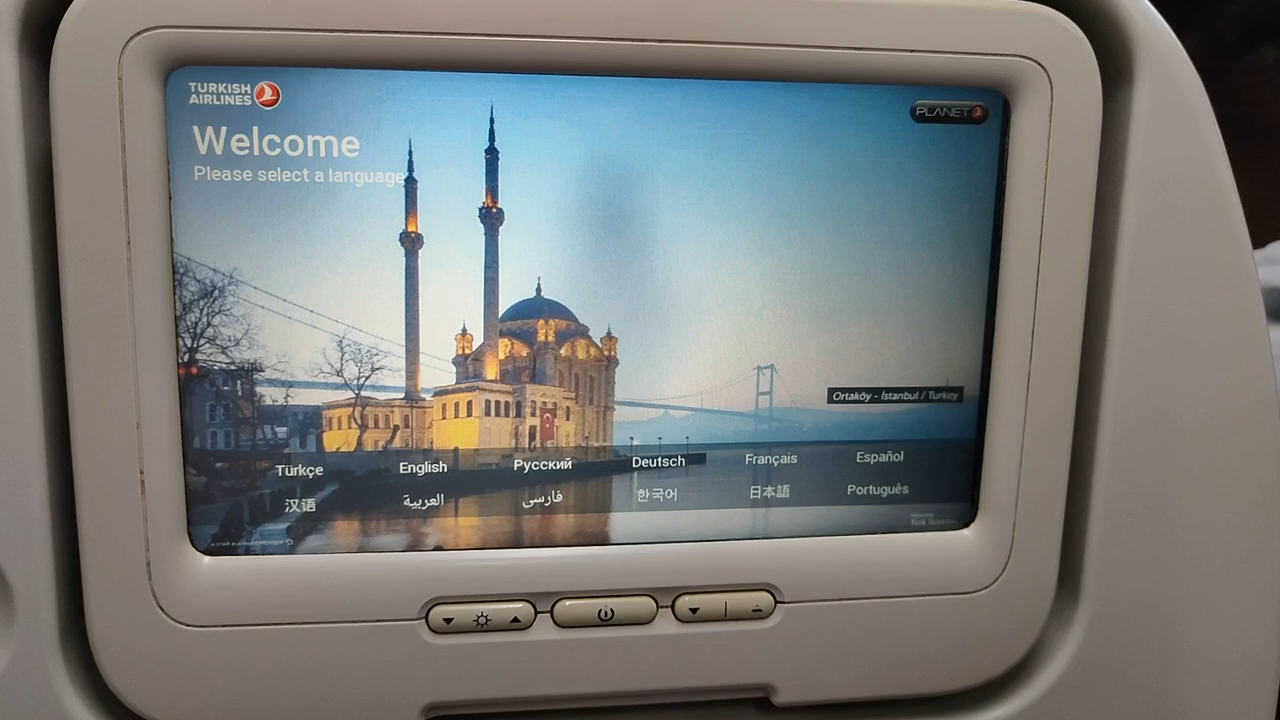 TURKISH
AIRLINES
PLANET
Welcome
Please select a language
Ortaköy - İstanbul / Turkey
Türkçe English Русский Deutsch Français Español
汉语 العربية فارسی 한국어 日本語 Português